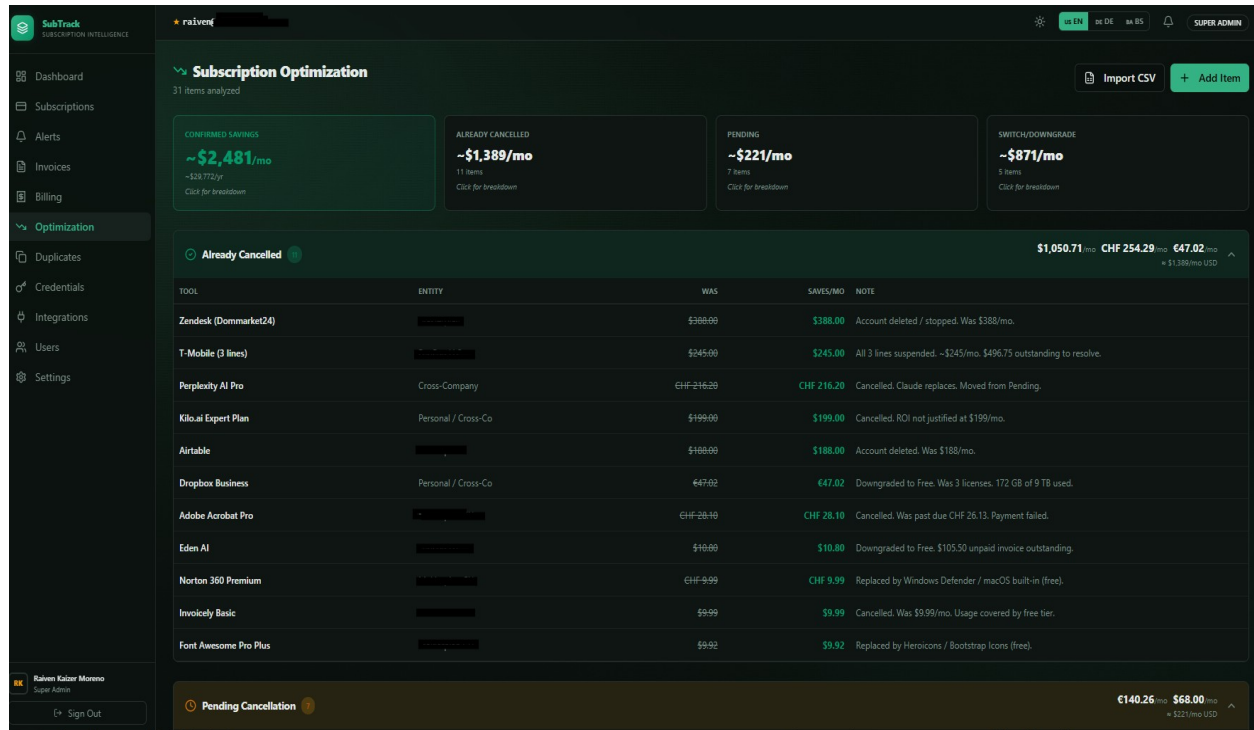 SubTrack
SUBSCRIPTION INTELLIGENCE
★ raiven
US EN DE DE BA BS
SUPER ADMIN
Dashboard
Subscriptions
Alerts
Invoices
Billing
Optimization
Duplicates
Credentials
Integrations
Users
Settings
Subscription Optimization
31 items analyzed
Import CSV
+ Add Item
CONFIRMED SAVINGS
~$2,481/mo
~$29,772/yr
Click for breakdown
ALREADY CANCELLED
~$1,389/mo
11 items
Click for breakdown
PENDING
~$221/mo
7 items
Click for breakdown
SWITCH/DOWNGRADE
~$871/mo
5 items
Click for breakdown
Already Cancelled 11
$1,050.71/mo CHF 254.29/mo €47.02/mo
≈ $1,389/mo USD
TOOL ENTITY WAS SAVES/MO NOTE
Zendesk (Dommarket24) $388.00 $388.00 Account deleted / stopped. Was $388/mo.
T-Mobile (3 lines) $245.00 $245.00 All 3 lines suspended. ~$245/mo. $496.75 outstanding to resolve.
Perplexity AI Pro Cross-Company CHF 216.20 CHF 216.20 Cancelled. Claude replaces. Moved from Pending.
Kilo.ai Expert Plan Personal / Cross-Co $199.00 $199.00 Cancelled. ROI not justified at $199/mo.
Airtable $188.00 $188.00 Account deleted. Was $188/mo.
Dropbox Business Personal / Cross-Co €47.02 €47.02 Downgraded to Free. Was 3 licenses. 172 GB of 9 TB used.
Adobe Acrobat Pro CHF 28.10 CHF 28.10 Cancelled. Was past due CHF 26.13. Payment failed.
Eden AI $10.80 $10.80 Downgraded to Free. $105.50 unpaid invoice outstanding.
Norton 360 Premium CHF 9.99 CHF 9.99 Replaced by Windows Defender / macOS built-in (free).
Invoicely Basic $9.99 $9.99 Cancelled. Was $9.99/mo. Usage covered by free tier.
Font Awesome Pro Plus $9.92 $9.92 Replaced by Heroicons / Bootstrap Icons (free).
Pending Cancellation 7
€140.26/mo $68.00/mo
≈ $221/mo USD
RK
Raiven Kaizer Moreno
Super Admin
Sign Out